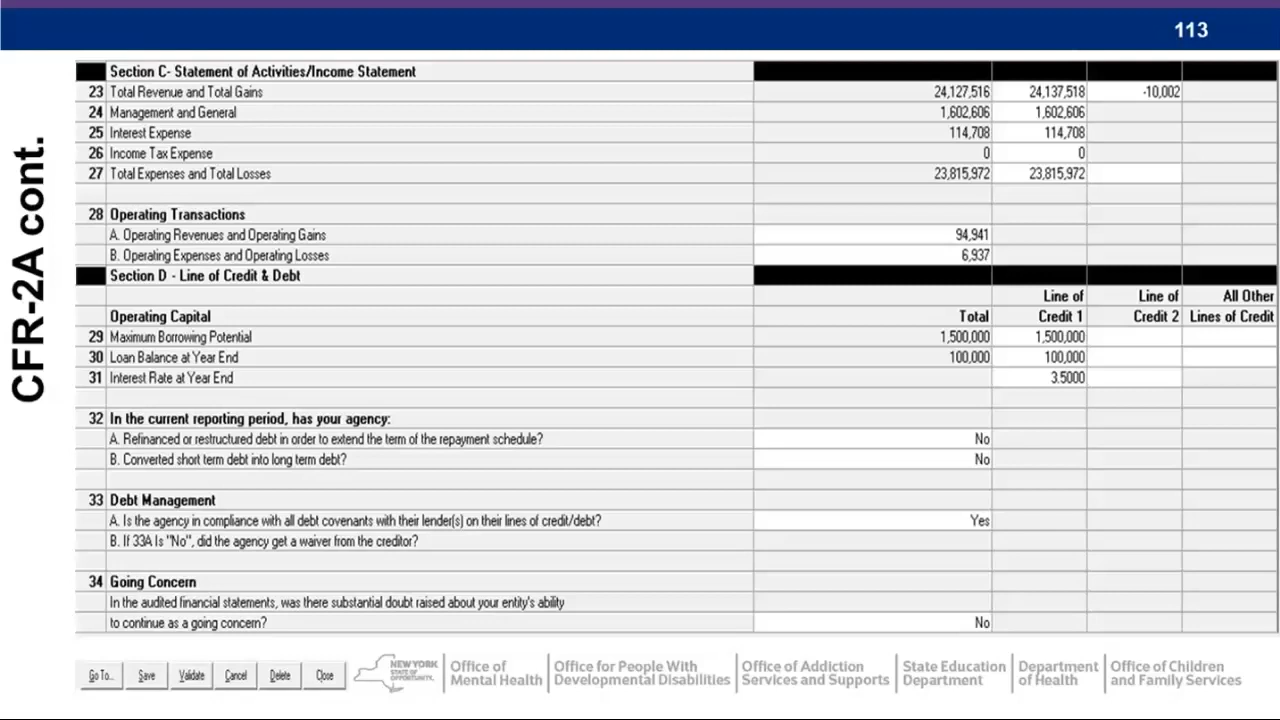 113
CFR-2A cont.
Section C- Statement of Activities/Income Statement
23 Total Revenue and Total Gains 24,127,516 24,137,518 -10,002
24 Management and General 1,602,606 1,602,606
25 Interest Expense 114,708 114,708
26 Income Tax Expense 0 0
27 Total Expenses and Total Losses 23,815,972 23,815,972
28 Operating Transactions
A. Operating Revenues and Operating Gains 94,941
B. Operating Expenses and Operating Losses 6,937
Section D - Line of Credit & Debt
Line of Line of All Other
Operating Capital Total Credit 1 Credit 2 Lines of Credit
29 Maximum Borrowing Potential 1,500,000 1,500,000
30 Loan Balance at Year End 100,000 100,000
31 Interest Rate at Year End 3.5000
32 In the current reporting period, has your agency:
A. Refinanced or restructured debt in order to extend the term of the repayment schedule? No
B. Converted short term debt into long term debt? No
33 Debt Management
A. Is the agency in compliance with all debt covenants with their lender(s) on their lines of credit/debt? Yes
B. If 33A Is "No", did the agency get a waiver from the creditor?
34 Going Concern
In the audited financial statements, was there substantial doubt raised about your entity's ability
to continue as a going concern? No
Go To... Save Validate Cancel Delete Close
NEW YORK
STATE OF
OPPORTUNITY.
Office of
Mental Health
Office for People With
Developmental Disabilities
Office of Addiction
Services and Supports
State Education
Department
Department
of Health
Office of Children
and Family Services